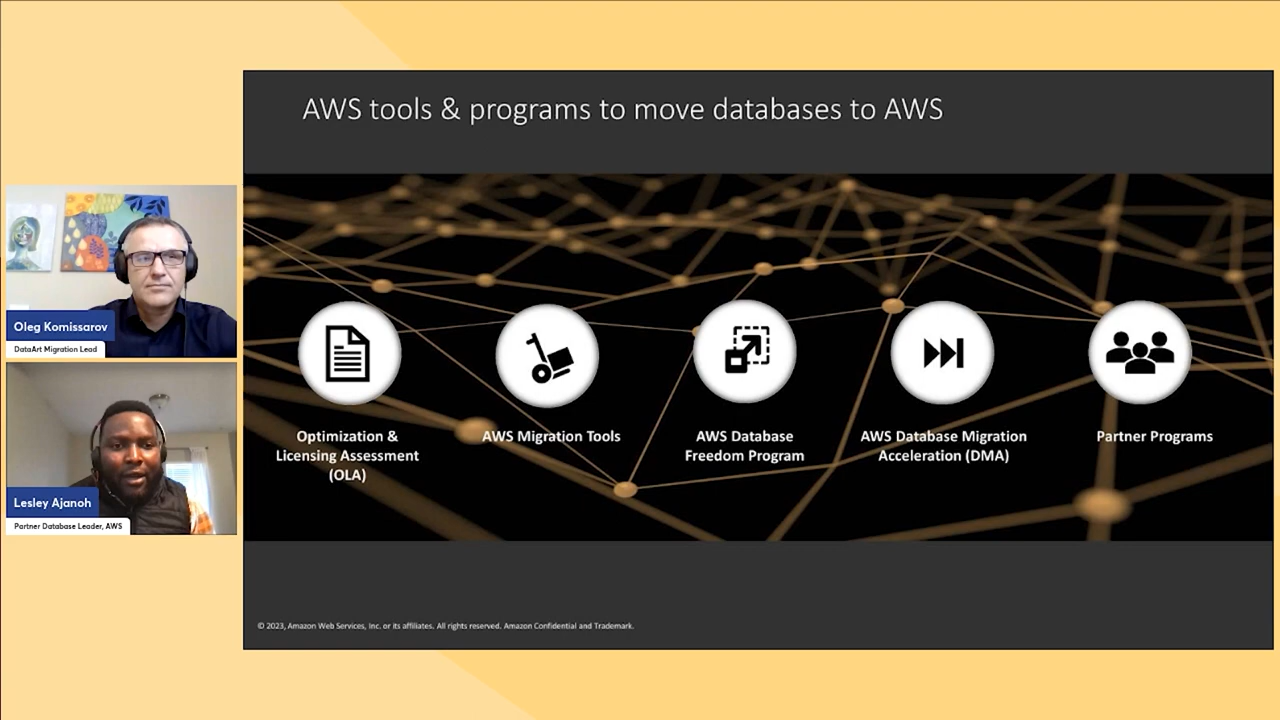 AWS tools & programs to move databases to AWS
Oleg Komissarov
DataArt Migration Lead
Lesley Ajanoh
Partner Database Leader, AWS
Optimization &
Licensing Assessment
(OLA)
AWS Migration Tools
AWS Database
Freedom Program
AWS Database Migration
Acceleration (DMA)
Partner Programs
© 2023, Amazon Web Services, Inc. or its affiliates. All rights reserved. Amazon Confidential and Trademark.